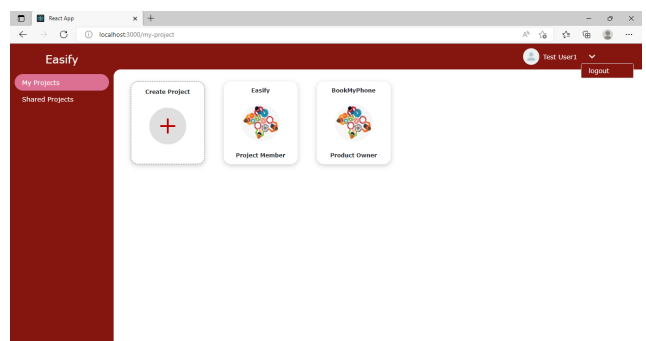 React App
localhost:3000/my-project
Easify
Test User1
logout
My Projects
Shared Projects
Create Project
Easify
Project Member
BookMyPhone
Product Owner